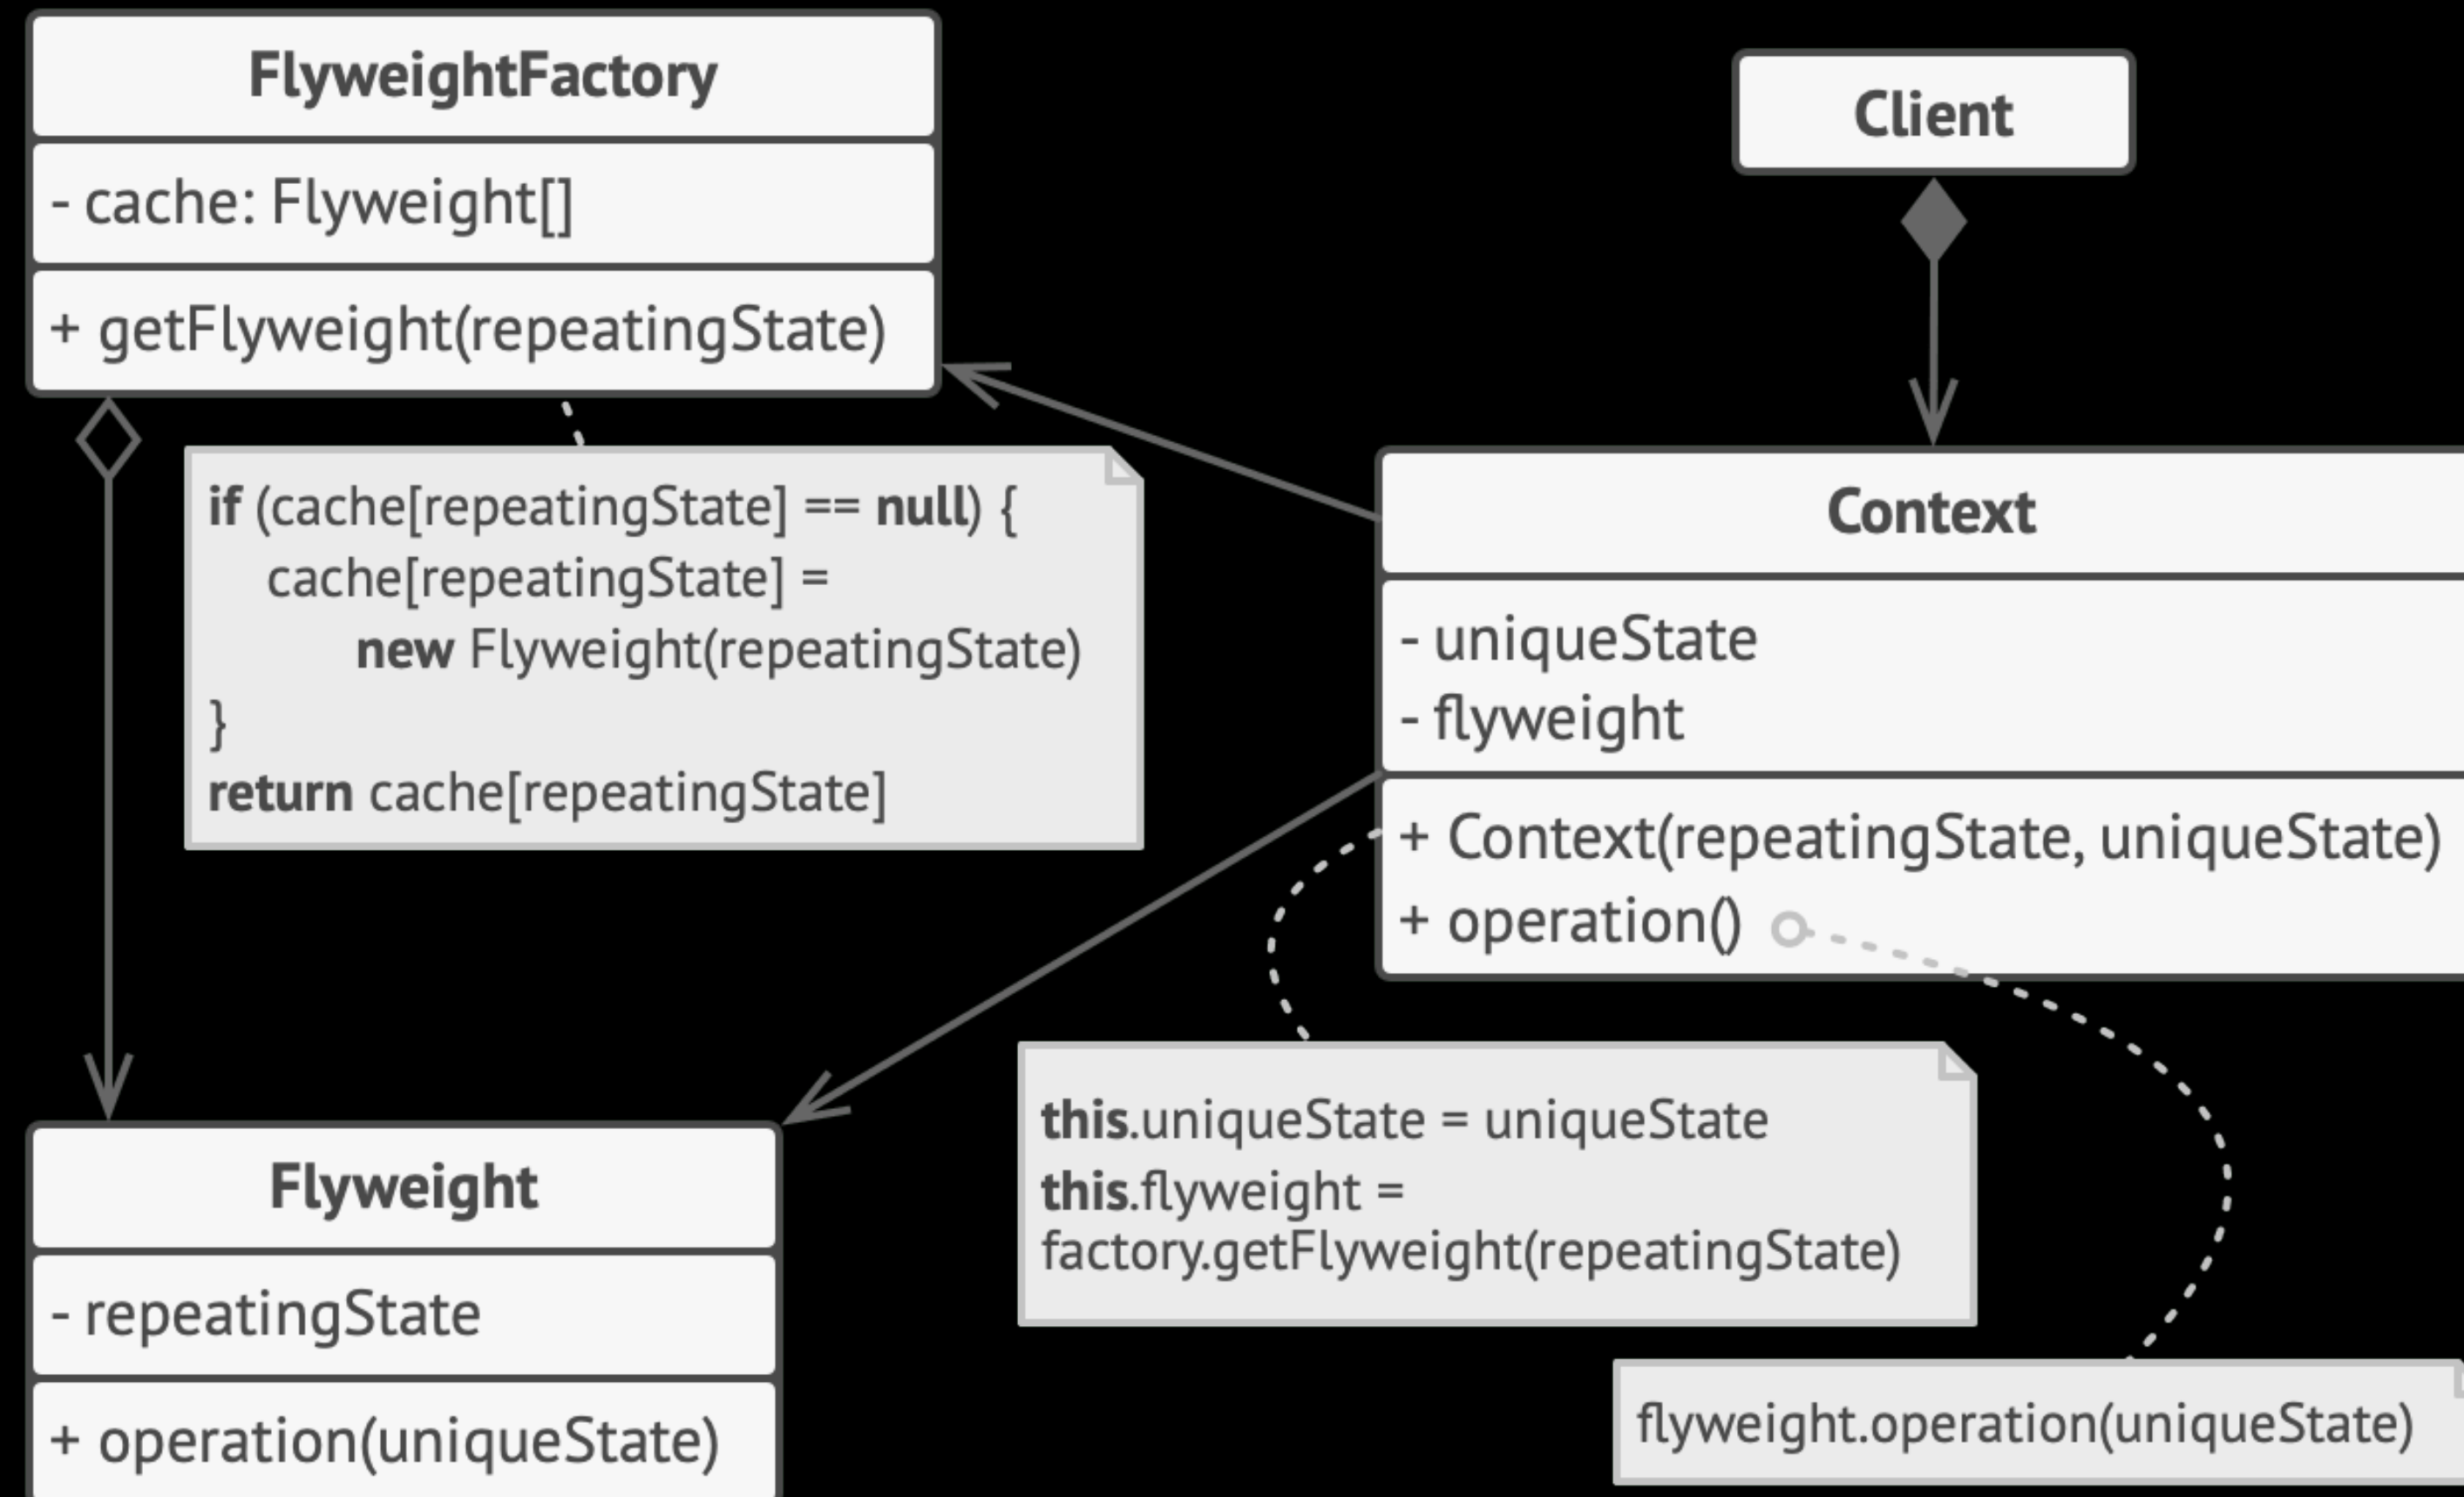 FlyweightFactory
- cache: Flyweight[]
+ getFlyweight(repeatingState)
if (cache[repeatingState] == null) {
cache[repeatingState] =
new Flyweight(repeatingState)
}
return cache[repeatingState]
Client
Context
- uniqueState
- flyweight
+ Context(repeatingState, uniqueState)
+ operation()
this.uniqueState = uniqueState
this.flyweight =
factory.getFlyweight(repeatingState)
flyweight.operation(uniqueState)
Flyweight
- repeatingState
+ operation(uniqueState)